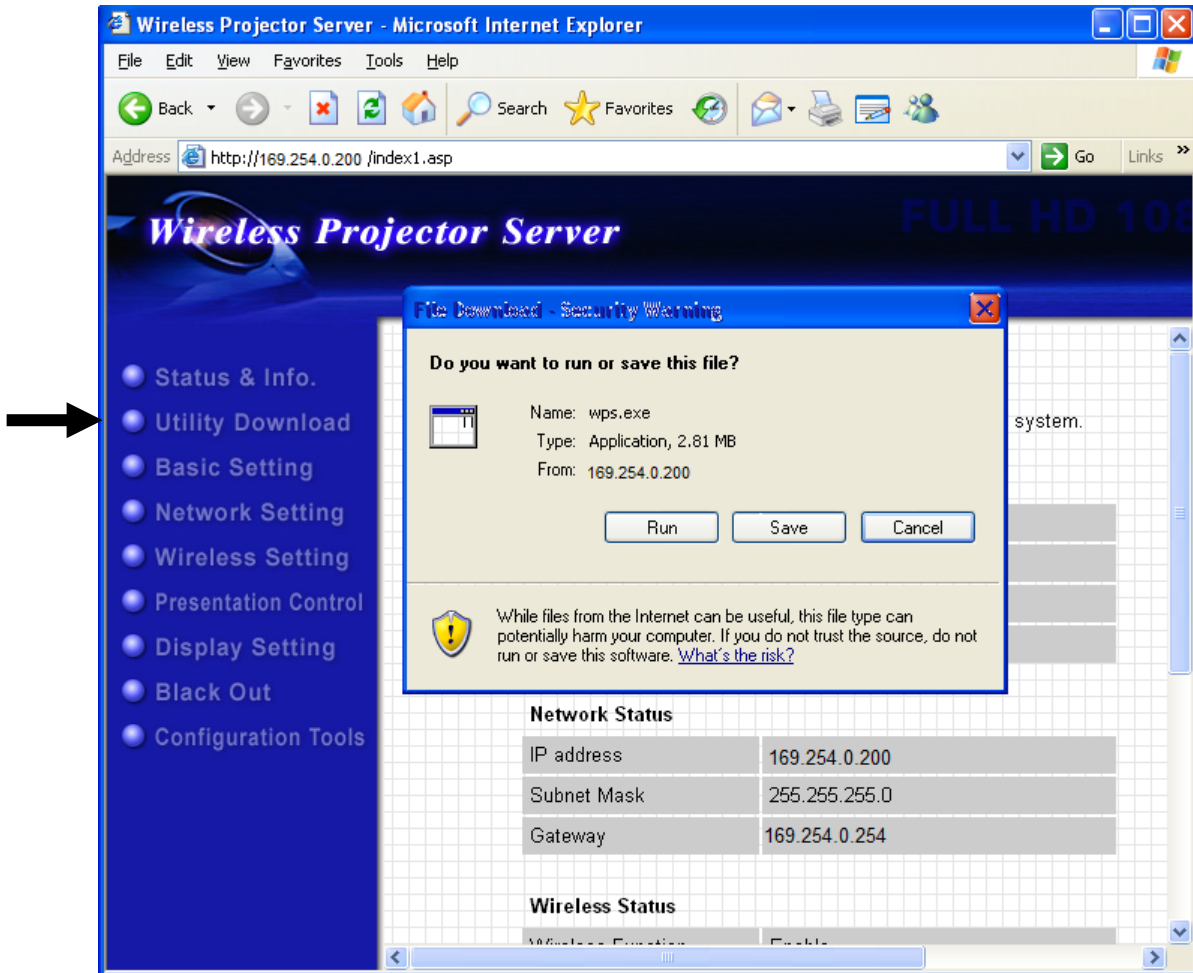 Wireless Projector Server - Microsoft Internet Explorer
File Edit View Favorites Tools Help
Back Search Favorites
Address http://169.254.0.200 /index1.asp Go Links »
Wireless Projector Server FULL HD 108
File Download - Security Warning
Do you want to run or save this file?
Name: wps.exe
Type: Application, 2.81 MB
From: 169.254.0.200
Run Save Cancel
While files from the Internet can be useful, this file type can
potentially harm your computer. If you do not trust the source, do not
run or save this software. What's the risk?
Status & Info.
Utility Download
Basic Setting
Network Setting
Wireless Setting
Presentation Control
Display Setting
Black Out
Configuration Tools
system.
Network Status
IP address 169.254.0.200
Subnet Mask 255.255.255.0
Gateway 169.254.0.254
Wireless Status
Wireless Function Enable